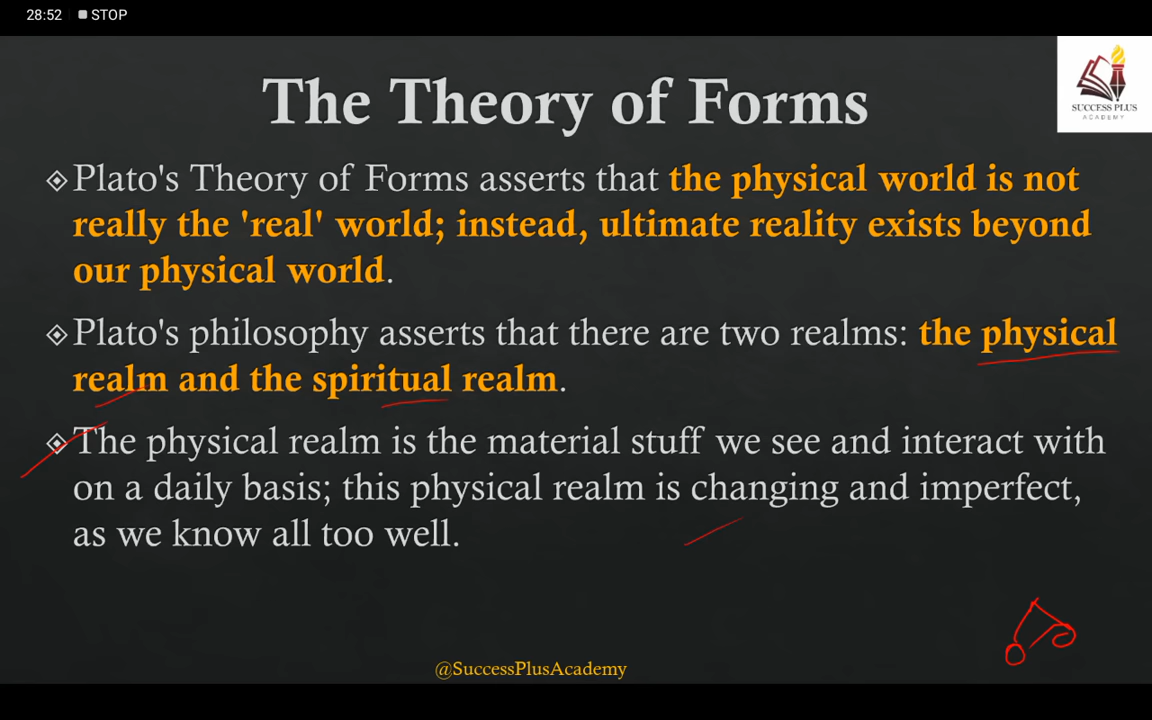 28:52 STOP
The Theory of Forms
SUCCESS PLUS
ACADEMY
Plato's Theory of Forms asserts that the physical world is not
really the 'real' world; instead, ultimate reality exists beyond
our physical world.
Plato's philosophy asserts that there are two realms: the physical
realm and the spiritual realm.
The physical realm is the material stuff we see and interact with
on a daily basis; this physical realm is changing and imperfect,
as we know all too well.
@SuccessPlusAcademy